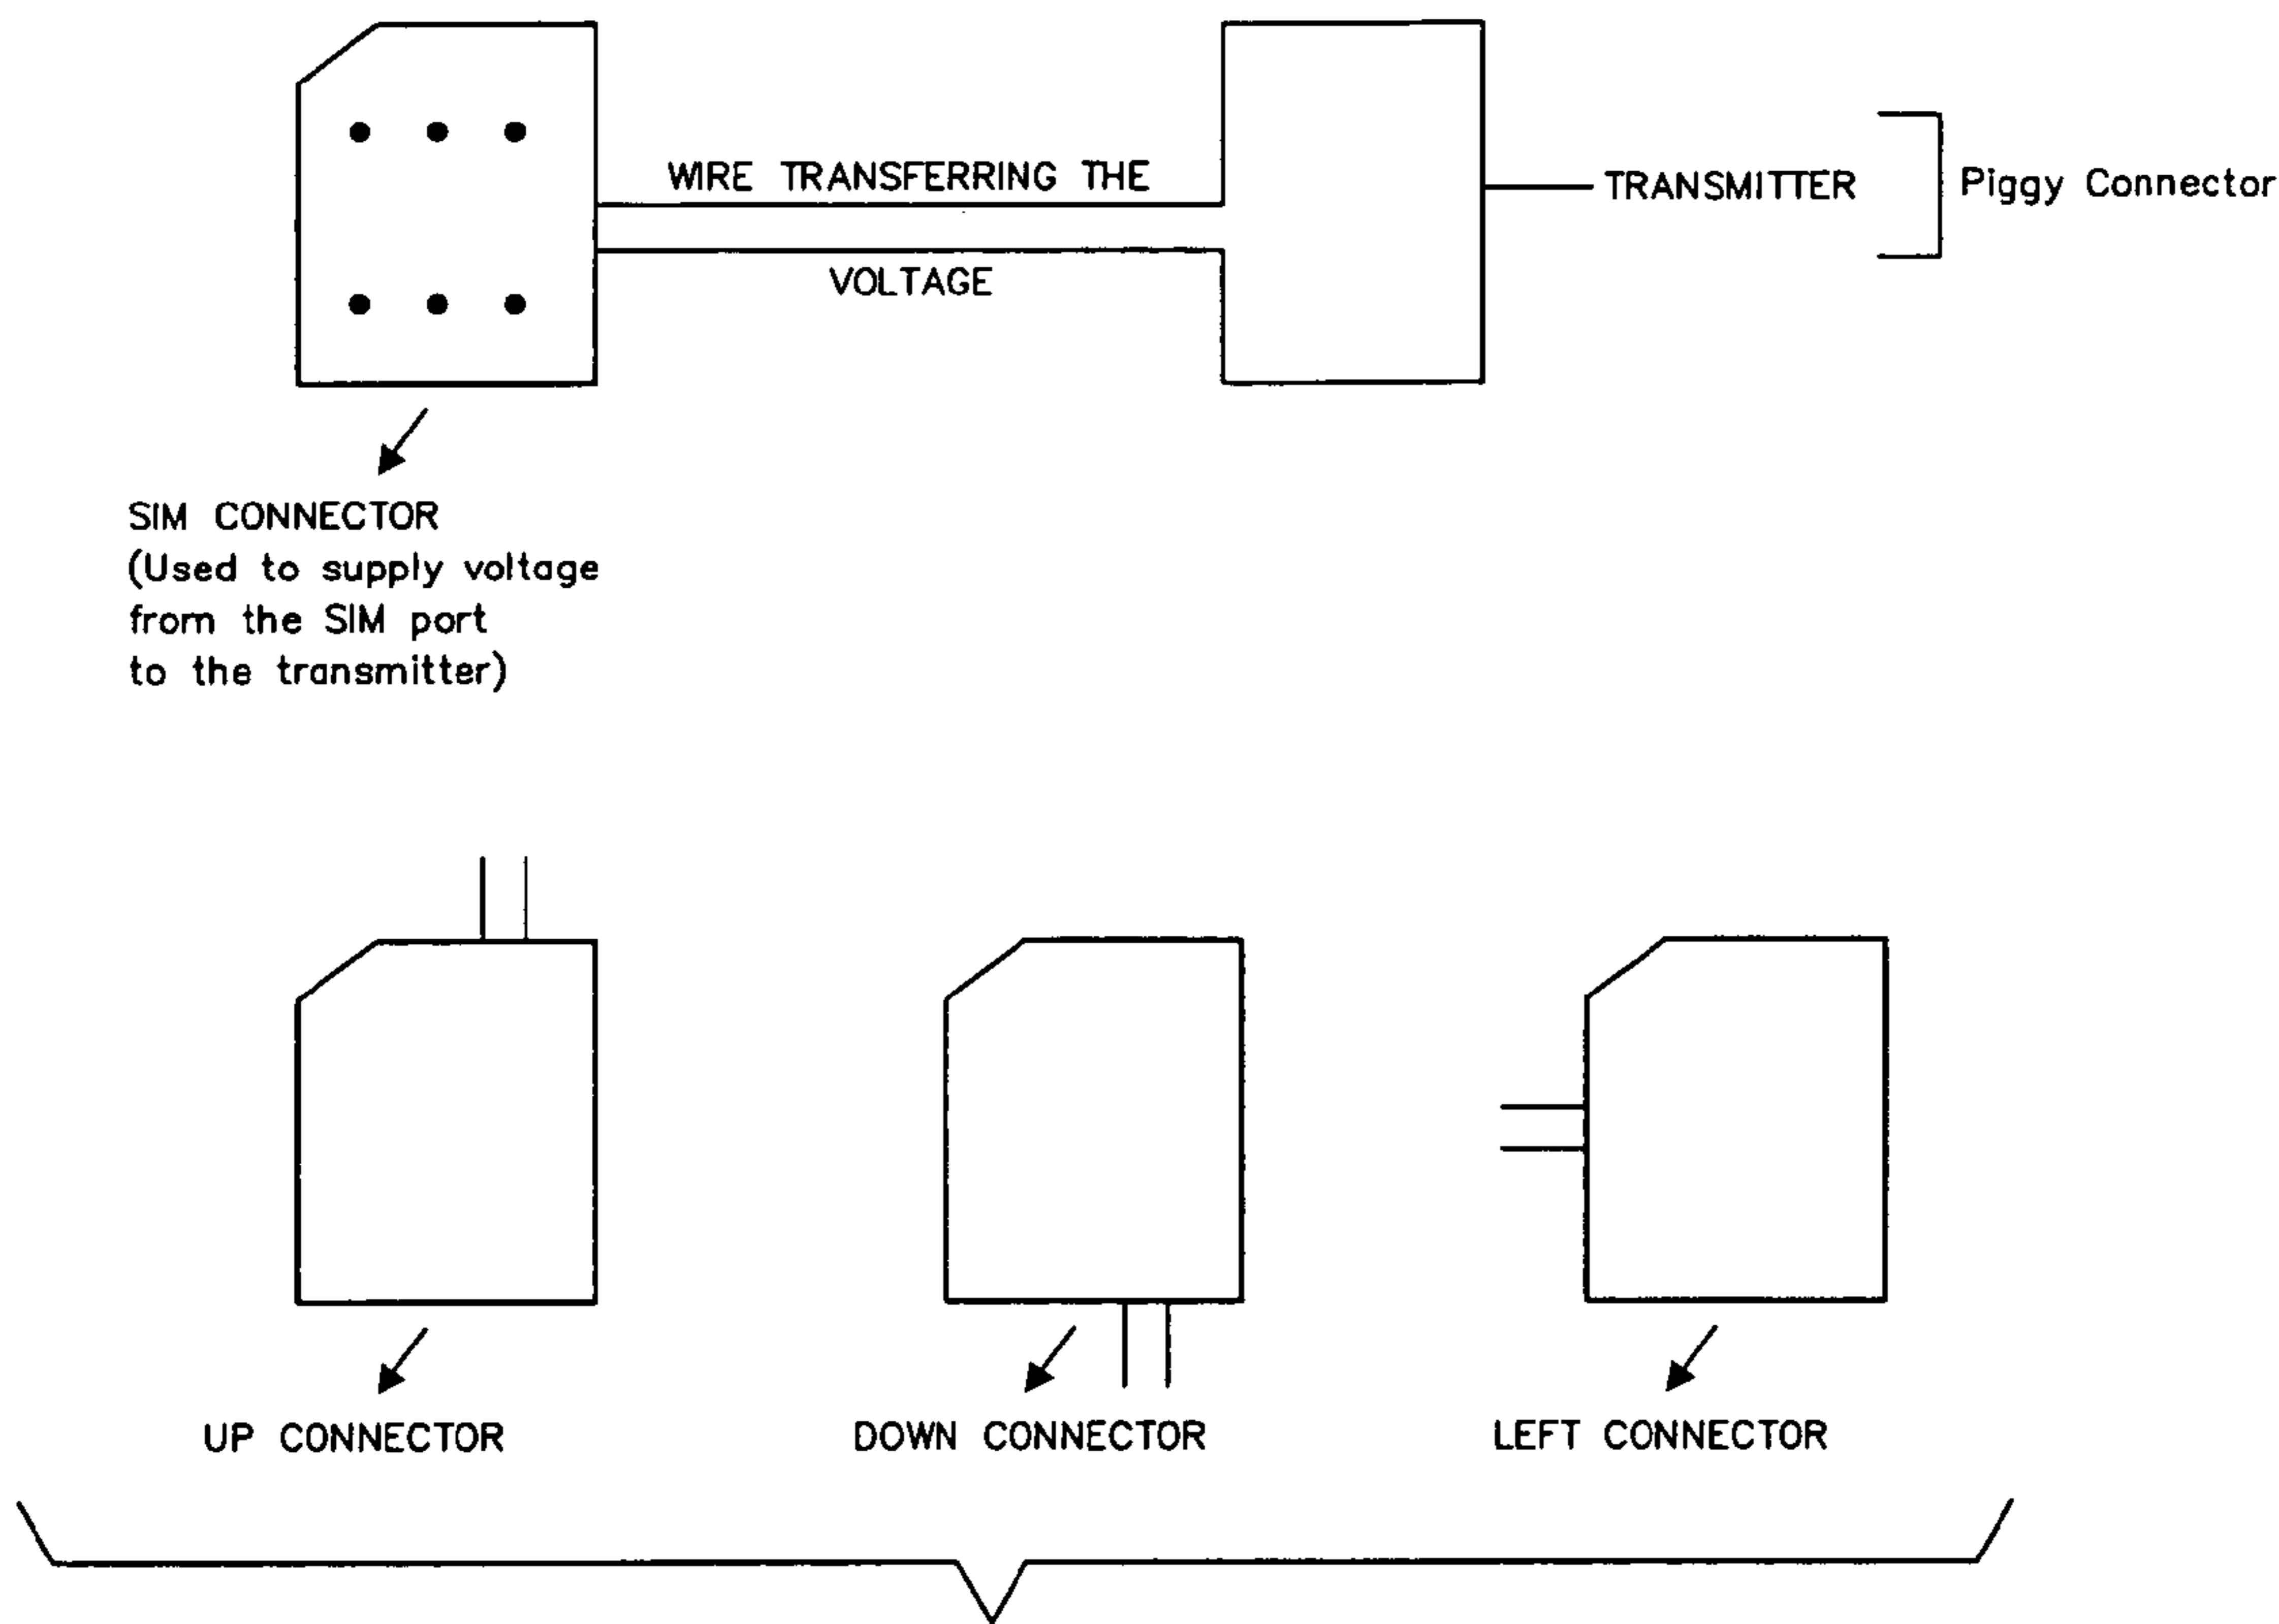 WIRE TRANSFERRING THE
VOLTAGE
TRANSMITTER
Piggy Connector
SIM CONNECTOR
(Used to supply voltage
from the SIM port
to the transmitter)
UP CONNECTOR
DOWN CONNECTOR
LEFT CONNECTOR